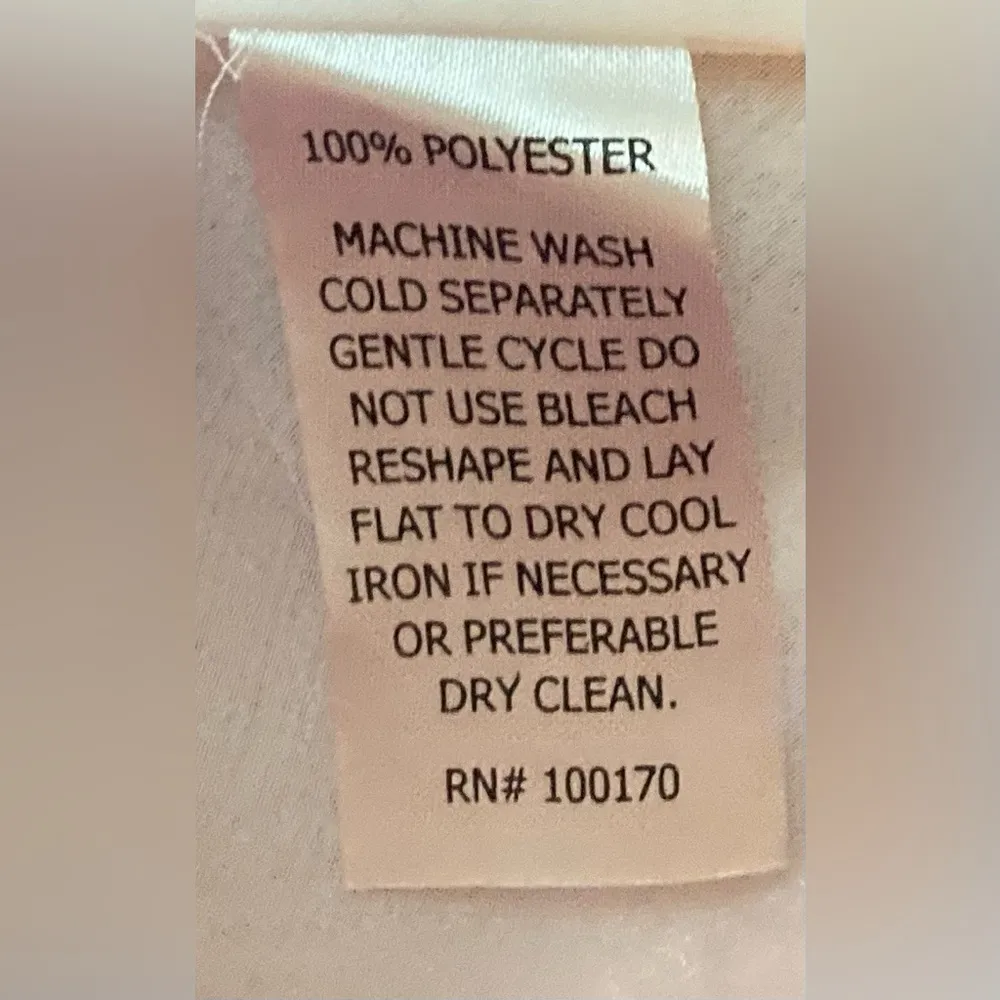 100% POLYESTER
MACHINE WASH
COLD SEPARATELY
GENTLE CYCLE DO
NOT USE BLEACH
RESHAPE AND LAY
FLAT TO DRY COOL
IRON IF NECESSARY
OR PREFERABLE
DRY CLEAN.
RN# 100170